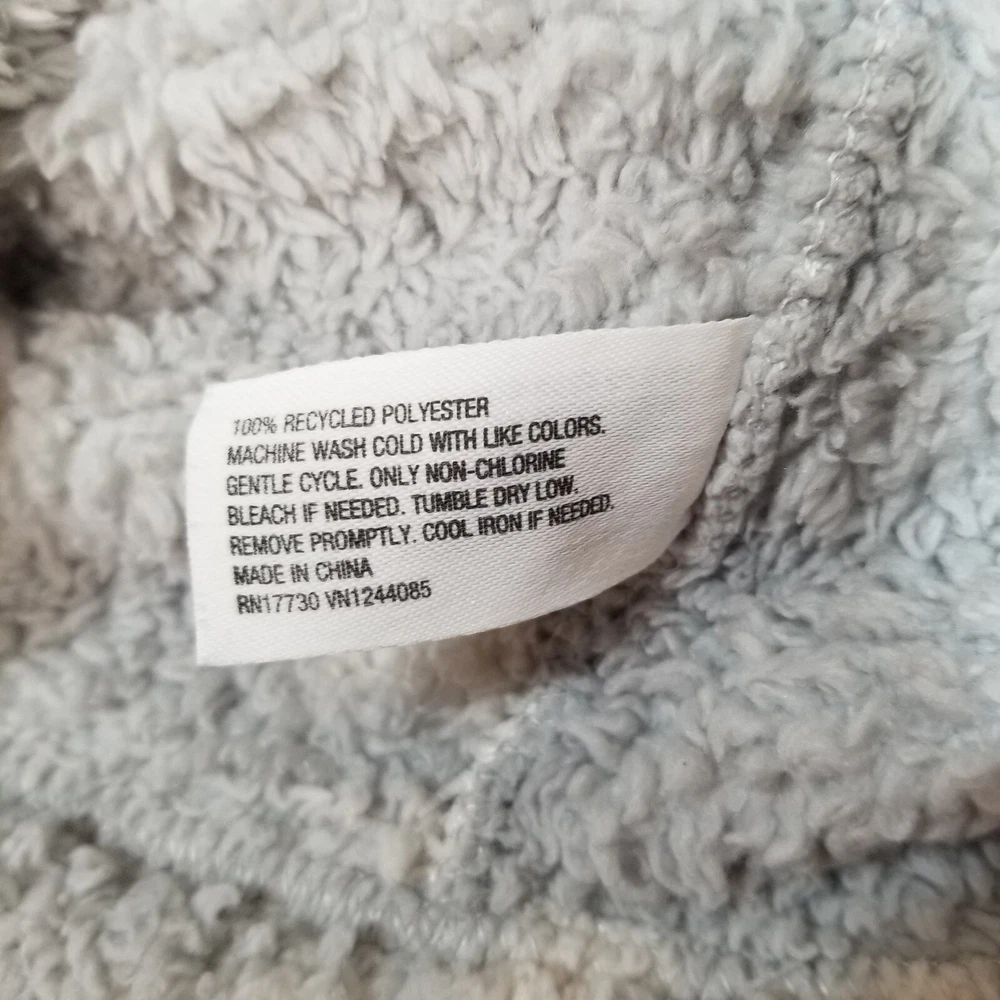 100% RECYCLED POLYESTER
MACHINE WASH COLD WITH LIKE COLORS.
GENTLE CYCLE. ONLY NON-CHLORINE
BLEACH IF NEEDED. TUMBLE DRY LOW.
REMOVE PROMPTLY. COOL IRON IF NEEDED.
MADE IN CHINA
RN17730 VN1244085